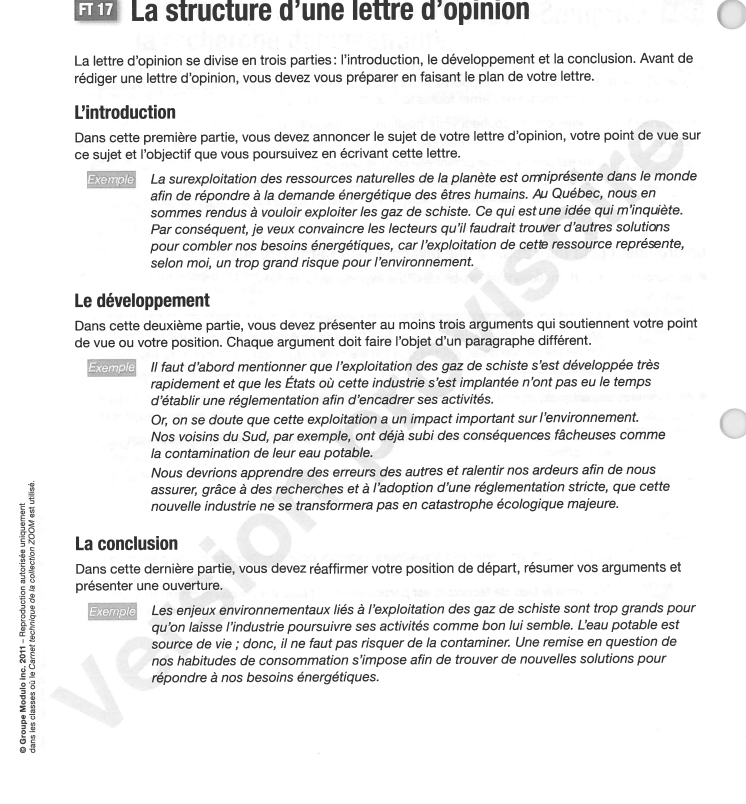 FT 17 La structure d'une lettre d'opinion
La lettre d'opinion se divise en trois parties : l'introduction, le développement et la conclusion. Avant de
rédiger une lettre d'opinion, vous devez vous préparer en faisant le plan de votre lettre.
L'introduction
Dans cette première partie, vous devez annoncer le sujet de votre lettre d'opinion, votre point de vue sur
ce sujet et l'objectif que vous poursuivez en écrivant cette lettre.
Exemple La surexploitation des ressources naturelles de la planète est omniprésente dans le monde
afin de répondre à la demande énergétique des êtres humains. Au Québec, nous en
sommes rendus à vouloir exploiter les gaz de schiste. Ce qui est une idée qui m'inquiète.
Par conséquent, je veux convaincre les lecteurs qu'il faudrait trouver d'autres solutions
pour combler nos besoins énergétiques, car l'exploitation de cette ressource représente,
selon moi, un trop grand risque pour l'environnement.
Le développement
Dans cette deuxième partie, vous devez présenter au moins trois arguments qui soutiennent votre point
de vue ou votre position. Chaque argument doit faire l'objet d'un paragraphe différent.
Exemple Il faut d'abord mentionner que l'exploitation des gaz de schiste s'est développée très
rapidement et que les États où cette industrie s'est implantée n'ont pas eu le temps
d'établir une réglementation afin d'encadrer ses activités.
Or, on se doute que cette exploitation a un impact important sur l'environnement.
Nos voisins du Sud, par exemple, ont déjà subi des conséquences fâcheuses comme
la contamination de leur eau potable.
Nous devrions apprendre des erreurs des autres et ralentir nos ardeurs afin de nous
assurer, grâce à des recherches et à l'adoption d'une réglementation stricte, que cette
nouvelle industrie ne se transformera pas en catastrophe écologique majeure.
La conclusion
Dans cette dernière partie, vous devez réaffirmer votre position de départ, résumer vos arguments et
présenter une ouverture.
Exemple Les enjeux environnementaux liés à l'exploitation des gaz de schiste sont trop grands pour
qu'on laisse l'industrie poursuivre ses activités comme bon lui semble. L'eau potable est
source de vie ; donc, il ne faut pas risquer de la contaminer. Une remise en question de
nos habitudes de consommation s'impose afin de trouver de nouvelles solutions pour
répondre à nos besoins énergétiques.
© Groupe Modulo inc. 2011 – Reproduction autorisée uniquement
dans les classes où le Carnet technique de la collection ZOOM est utilisé.
Version provisoire